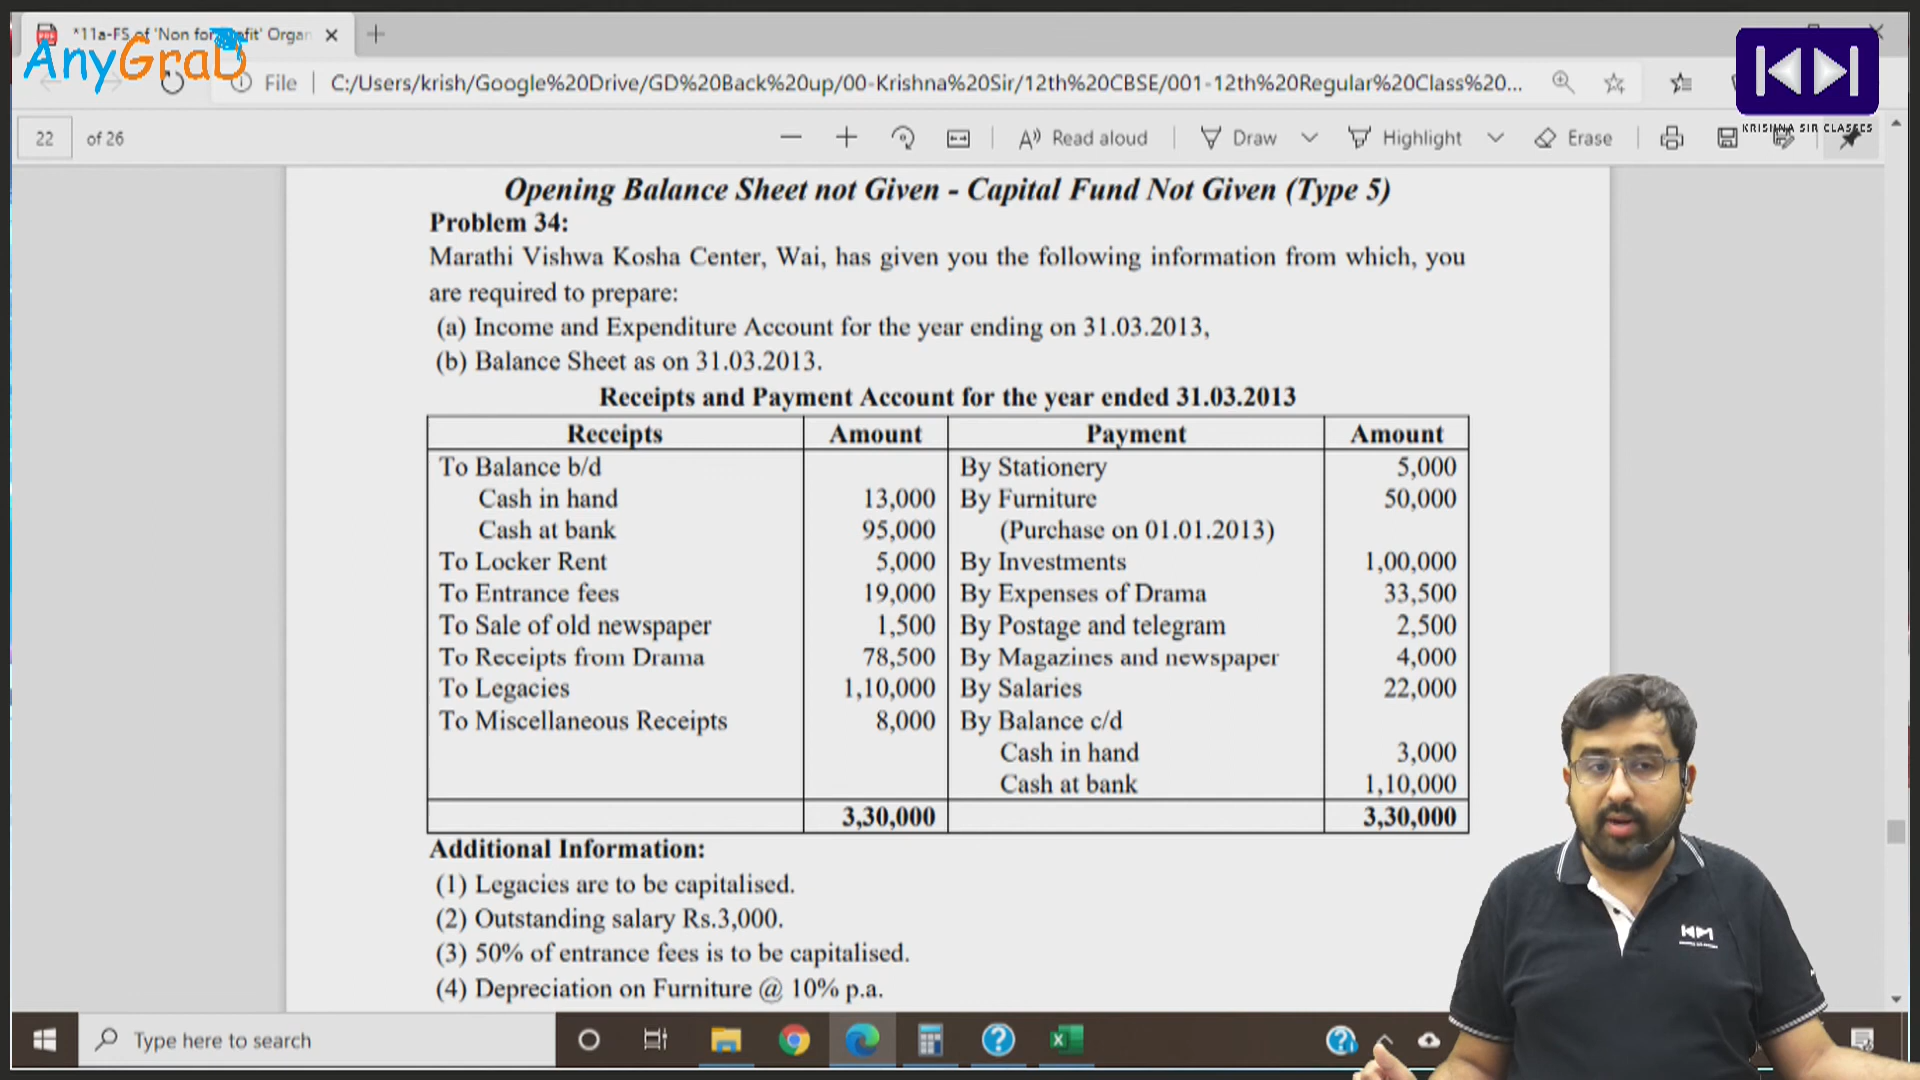 *11a-FS of 'Non for Profit' Organ
AnyGraD
File
C:/Users/krish/Google%20Drive/GD%20Back%20up/00-Krishna%20Sir/12th%20CBSE/001-12th%20Regular%20Class%20...
KRISHNA SIR CLASSES
22 of 26
Read aloud
Draw
Highlight
Erase
Opening Balance Sheet not Given - Capital Fund Not Given (Type 5)
Problem 34:
Marathi Vishwa Kosha Center, Wai, has given you the following information from which, you
are required to prepare:
(a) Income and Expenditure Account for the year ending on 31.03.2013,
(b) Balance Sheet as on 31.03.2013.
Receipts and Payment Account for the year ended 31.03.2013
Receipts Amount Payment Amount
To Balance b/d By Stationery 5,000
Cash in hand 13,000 By Furniture 50,000
Cash at bank 95,000 (Purchase on 01.01.2013)
To Locker Rent 5,000 By Investments 1,00,000
To Entrance fees 19,000 By Expenses of Drama 33,500
To Sale of old newspaper 1,500 By Postage and telegram 2,500
To Receipts from Drama 78,500 By Magazines and newspaper 4,000
To Legacies 1,10,000 By Salaries 22,000
To Miscellaneous Receipts 8,000 By Balance c/d
Cash in hand 3,000
Cash at bank 1,10,000
3,30,000 3,30,000
Additional Information:
(1) Legacies are to be capitalised.
(2) Outstanding salary Rs.3,000.
(3) 50% of entrance fees is to be capitalised.
(4) Depreciation on Furniture @ 10% p.a.
Type here to search